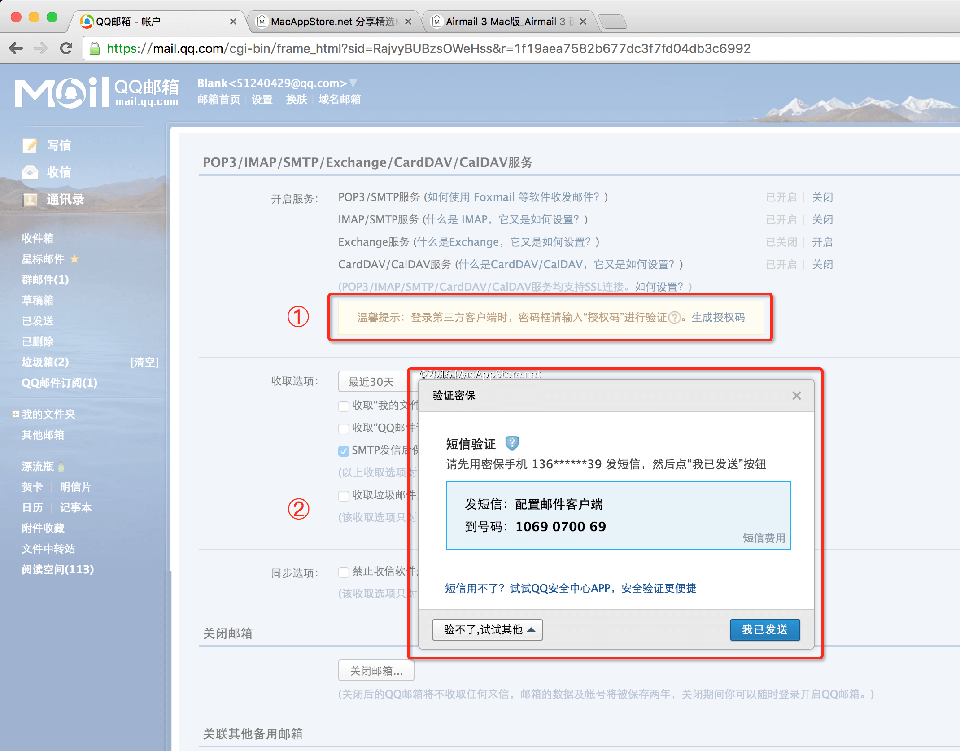 QQ邮箱 - 帐户
MacAppStore.net 分享精选
Airmail 3 Mac版_Airmail 3
https://mail.qq.com/cgi-bin/frame_html?sid=RajvyBUBzsOWeHss&r=1f19aea7582b677dc3f7fd04db3c6992
Mail QQ邮箱
mail.qq.com
Blank<51240429@qq.com>
邮箱首页 | 设置 | 换肤 | 域名邮箱
写信
收信
通讯录
收件箱
星标邮件
群邮件(1)
草稿箱
已发送
已删除
垃圾箱(2) [清空]
QQ邮件订阅(1)
我的文件夹
其他邮箱
漂流瓶
贺卡 | 明信片
日历 | 记事本
附件收藏
文件中转站
阅读空间(113)
POP3/IMAP/SMTP/Exchange/CardDAV/CalDAV服务
开启服务:
POP3/SMTP服务 (如何使用 Foxmail 等软件收发邮件？) 已开启 | 关闭
IMAP/SMTP服务 (什么是 IMAP，它又是如何设置？) 已开启 | 关闭
Exchange服务 (什么是Exchange，它又是如何设置？) 已关闭 | 开启
CardDAV/CalDAV服务 (什么是CardDAV/CalDAV，它又是如何设置？) 已开启 | 关闭
(POP3/IMAP/SMTP/CardDAV/CalDAV服务均支持SSL连接。如何设置？)
①
温馨提示：登录第三方客户端时，密码框请输入“授权码”进行验证?。生成授权码
收取选项:
最近30天
收取“我的文件
收取“QQ邮件
SMTP发信后保
(以上收取选项对
收取垃圾邮件
(该收取选项只
②
同步选项:
禁止收信软件
(该收取选项只
验证密保 ×
短信验证 ?
请先用密保手机 136******39 发短信，然后点“我已发送”按钮
发短信：配置邮件客户端
到号码：1069 0700 69
短信费用
短信用不了？试试QQ安全中心APP，安全验证更便捷
验不了,试试其他
我已发送
关闭邮箱
关闭邮箱...
(关闭后的QQ邮箱将不收取任何来信，邮箱的数据及帐号将被保存两年，关闭期间你可以随时登录开启QQ邮箱。)
关联其他备用邮箱